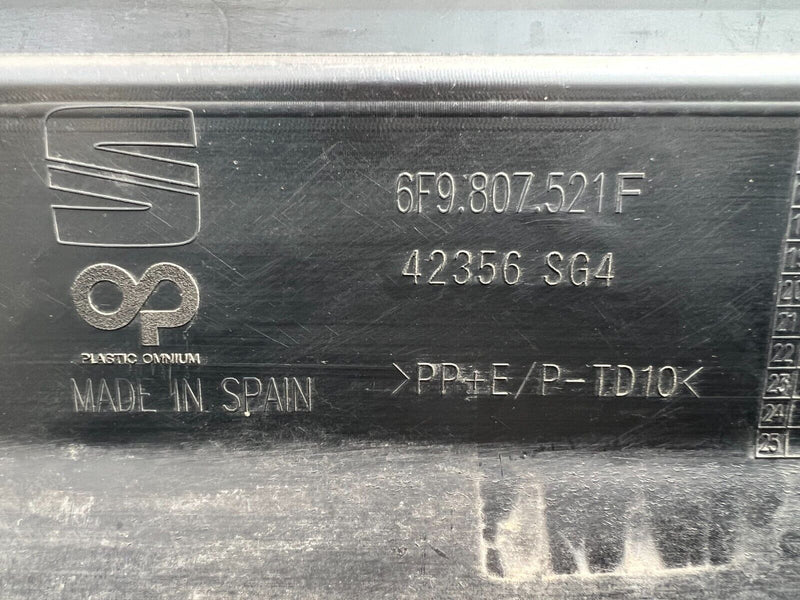 6F9.807.521F
42356 SG4
PLASTIC OMNIUM
MADE IN SPAIN
>PP+E/P-TD10<
20
21
22
23
24
25